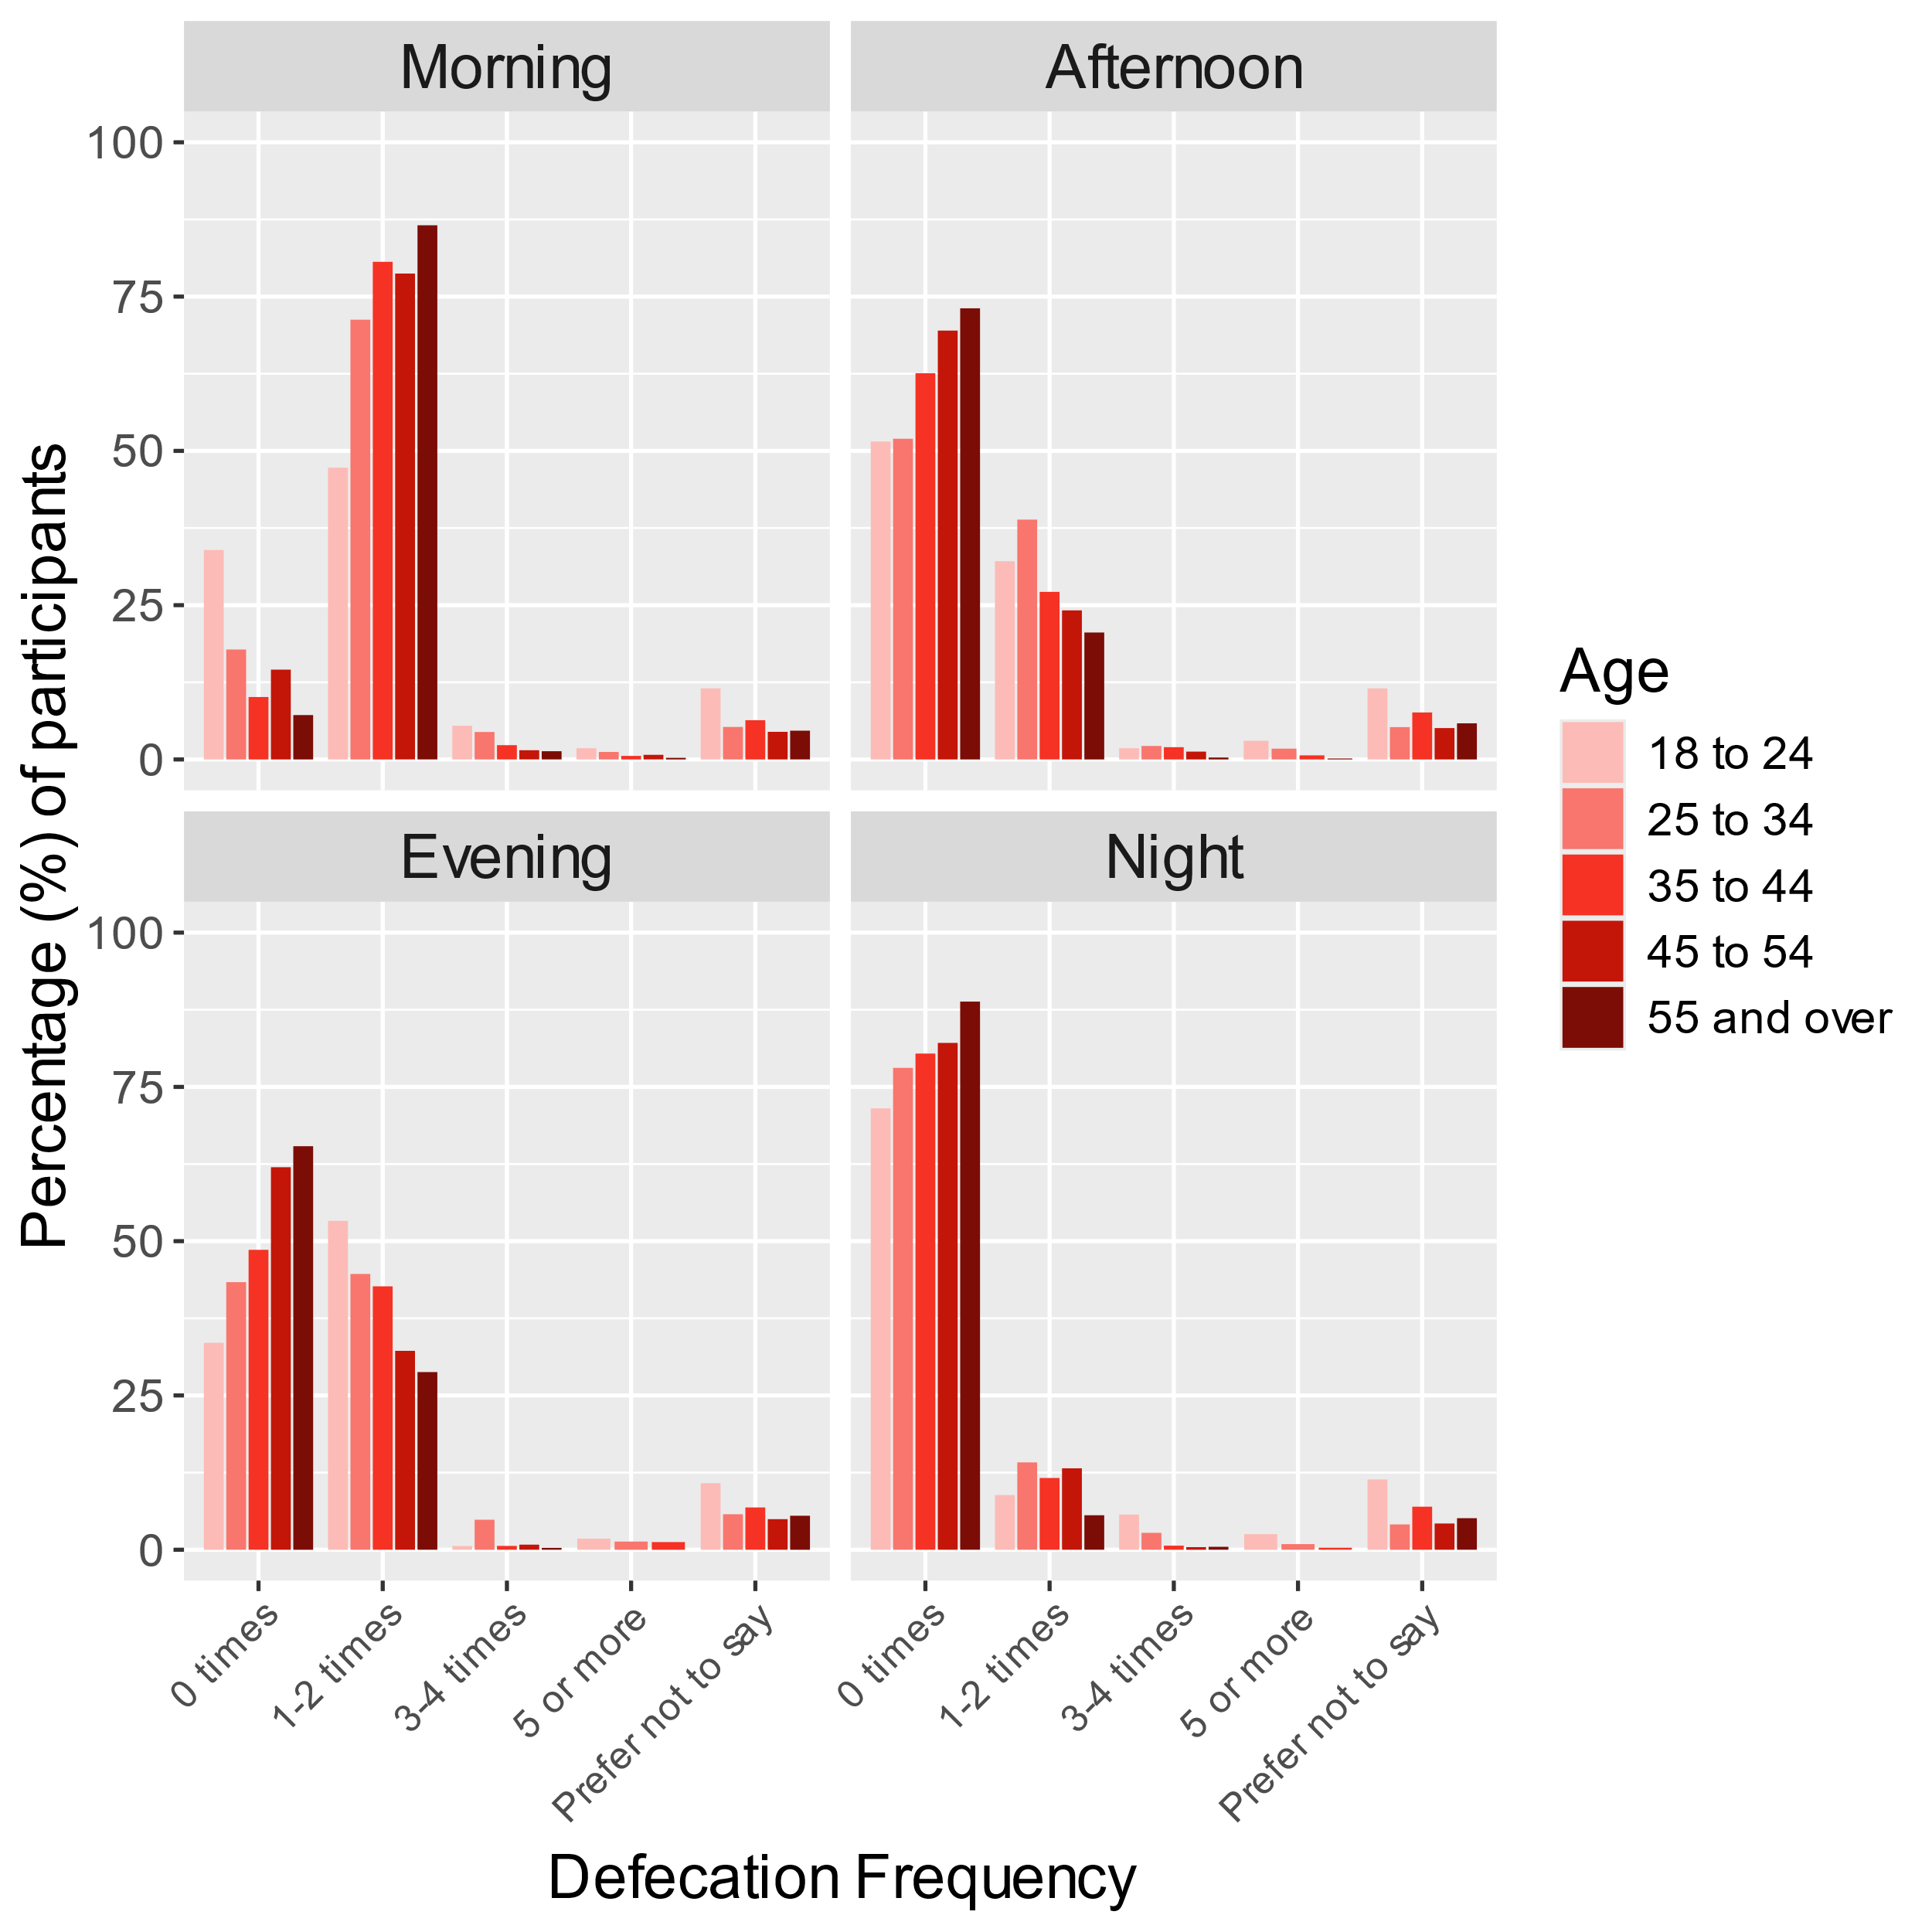 Morning
Afternoon
100
75
50
25
0
Evening
Night
100
75
50
25
0
0 times
1-2 times
3-4 times
5 or more
Prefer not to say
0 times
1-2 times
3-4 times
5 or more
Prefer not to say
Percentage (%) of participants
Defecation Frequency
Age
18 to 24
25 to 34
35 to 44
45 to 54
55 and over